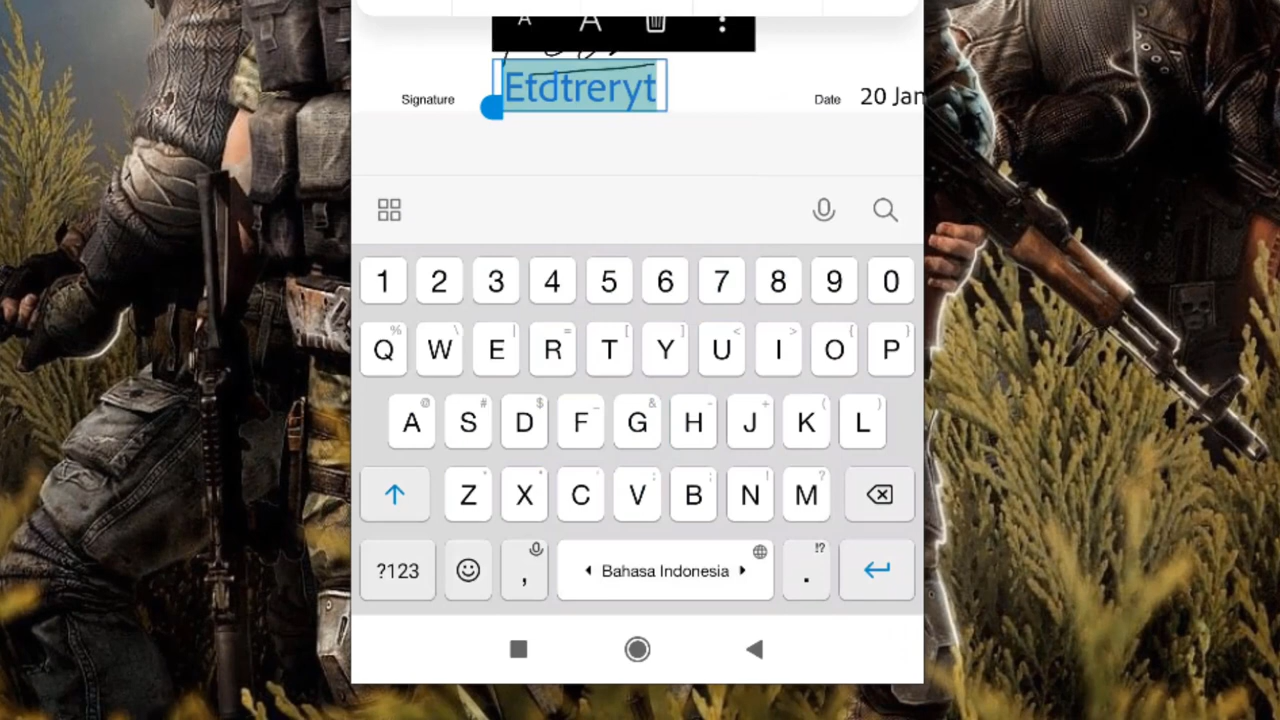 A A
Etdtreryt
Signature
Date 20 Jan
1 2 3 4 5 6 7 8 9 0
% \ | = [ ] < > { }
Q W E R T Y U I O P
@ # $ _ & - + ( )
A S D F G H J K L
* " ' : ; ! ?
Z X C V B N M
?123 , Bahasa Indonesia . !?